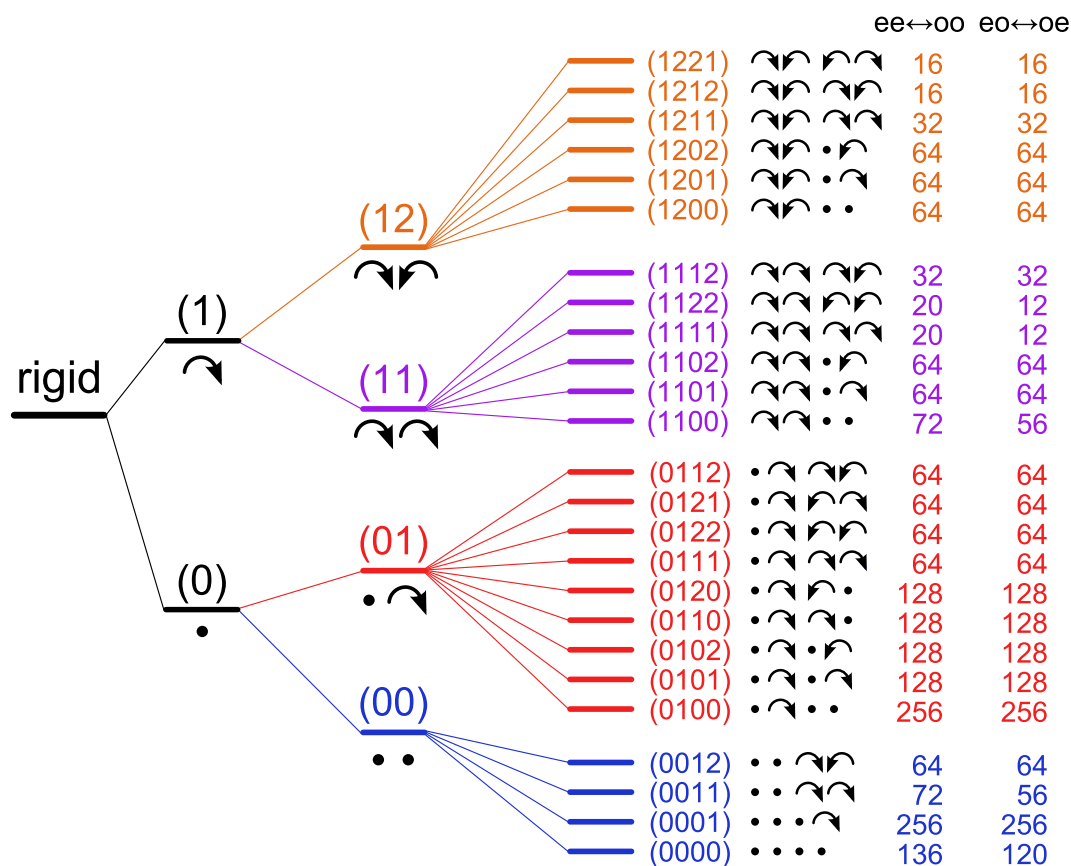 ee↔oo eo↔oe
(1221) 16 16
(1212) 16 16
(1211) 32 32
(1202) 64 64
(1201) 64 64
(1200) 64 64
(12)
(1112) 32 32
(1122) 20 12
(1111) 20 12
(1102) 64 64
(1101) 64 64
(1100) 72 56
(1)
(11)
rigid
(0112) 64 64
(0121) 64 64
(0122) 64 64
(0111) 64 64
(0120) 128 128
(0110) 128 128
(0102) 128 128
(0101) 128 128
(0100) 256 256
(01)
(0)
(00)
(0012) 64 64
(0011) 72 56
(0001) 256 256
(0000) 136 120